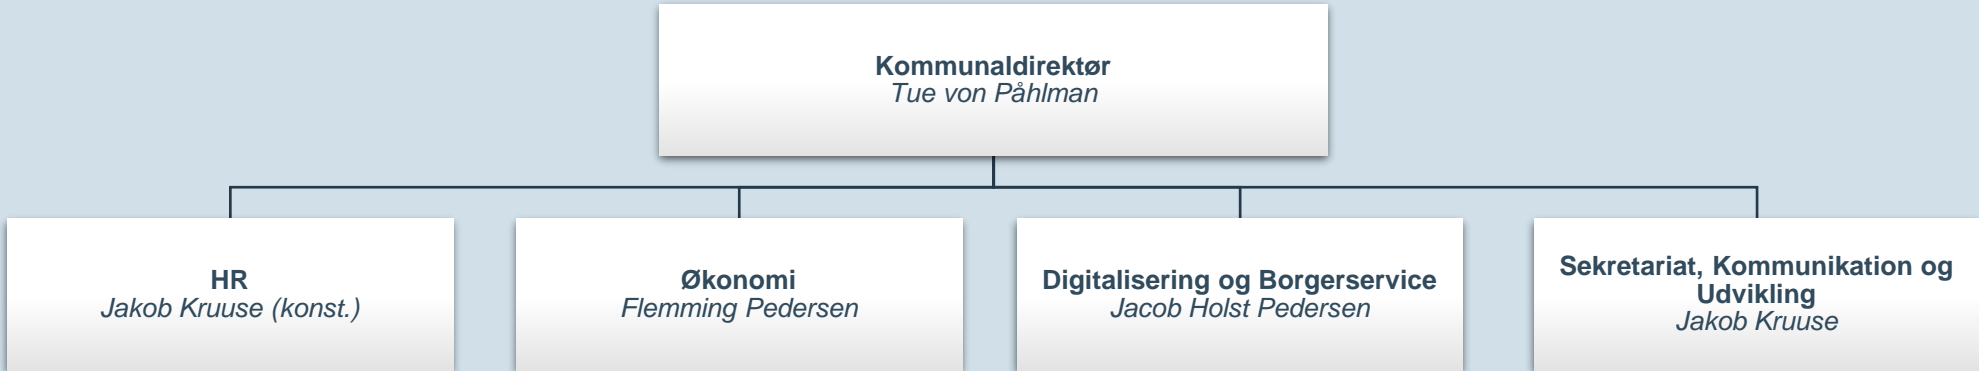 Kommunaldirektør
Tue von Påhlman
HR
Jakob Kruuse (konst.)
Økonomi
Flemming Pedersen
Digitalisering og Borgerservice
Jacob Holst Pedersen
Sekretariat, Kommunikation og
Udvikling
Jakob Kruuse